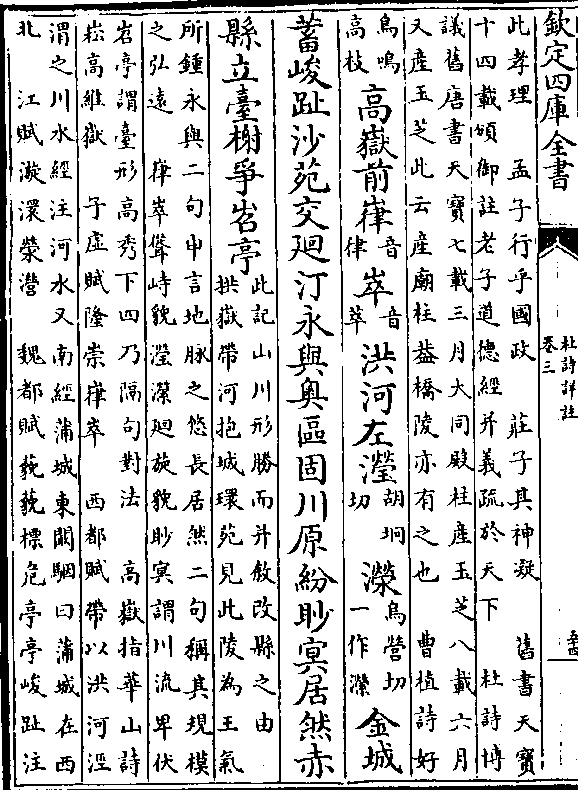 欽定四庫全書
杜詩詳註
卷三
此孝理　孟子行乎國政　莊子其神凝　舊書天寶
十四載頒御註老子道德經并義疏於天下　杜詩博
議舊唐書天寶七載三月大同殿柱產玉芝八載六月
又產玉芝此云產廟柱葢橋陵亦有之也　曹植詩好
鳥鳴高枝　高嶽前嵂音律崒音萃洪河左瀅胡坰切濚烏營切一作瀠金城
蓄峻趾沙苑交廻汀永與奥區固川原紛眇冥居然赤
縣立臺榭爭岧亭此記山川形勝而并敘改縣之由拱嶽帶河抱城環苑見此陵為王氣
所鍾永與二句申言地脉之悠長居然二句稱其現模
之弘遠　嵂崒聳峙貌瀅瀠廻旋貌眇冥謂川流畀伏
岧亭謂臺形高秀下四乃隔句對法　高嶽指華山詩
崧高維嶽　子虛賦隆崇嵂崒　西都賦帶以洪河涇
渭之川水經注河水又南經蒲城東闞駰曰蒲城在西
北　江賦漩澴滎瀯　魏都賦藐藐標危亭亭峻趾注